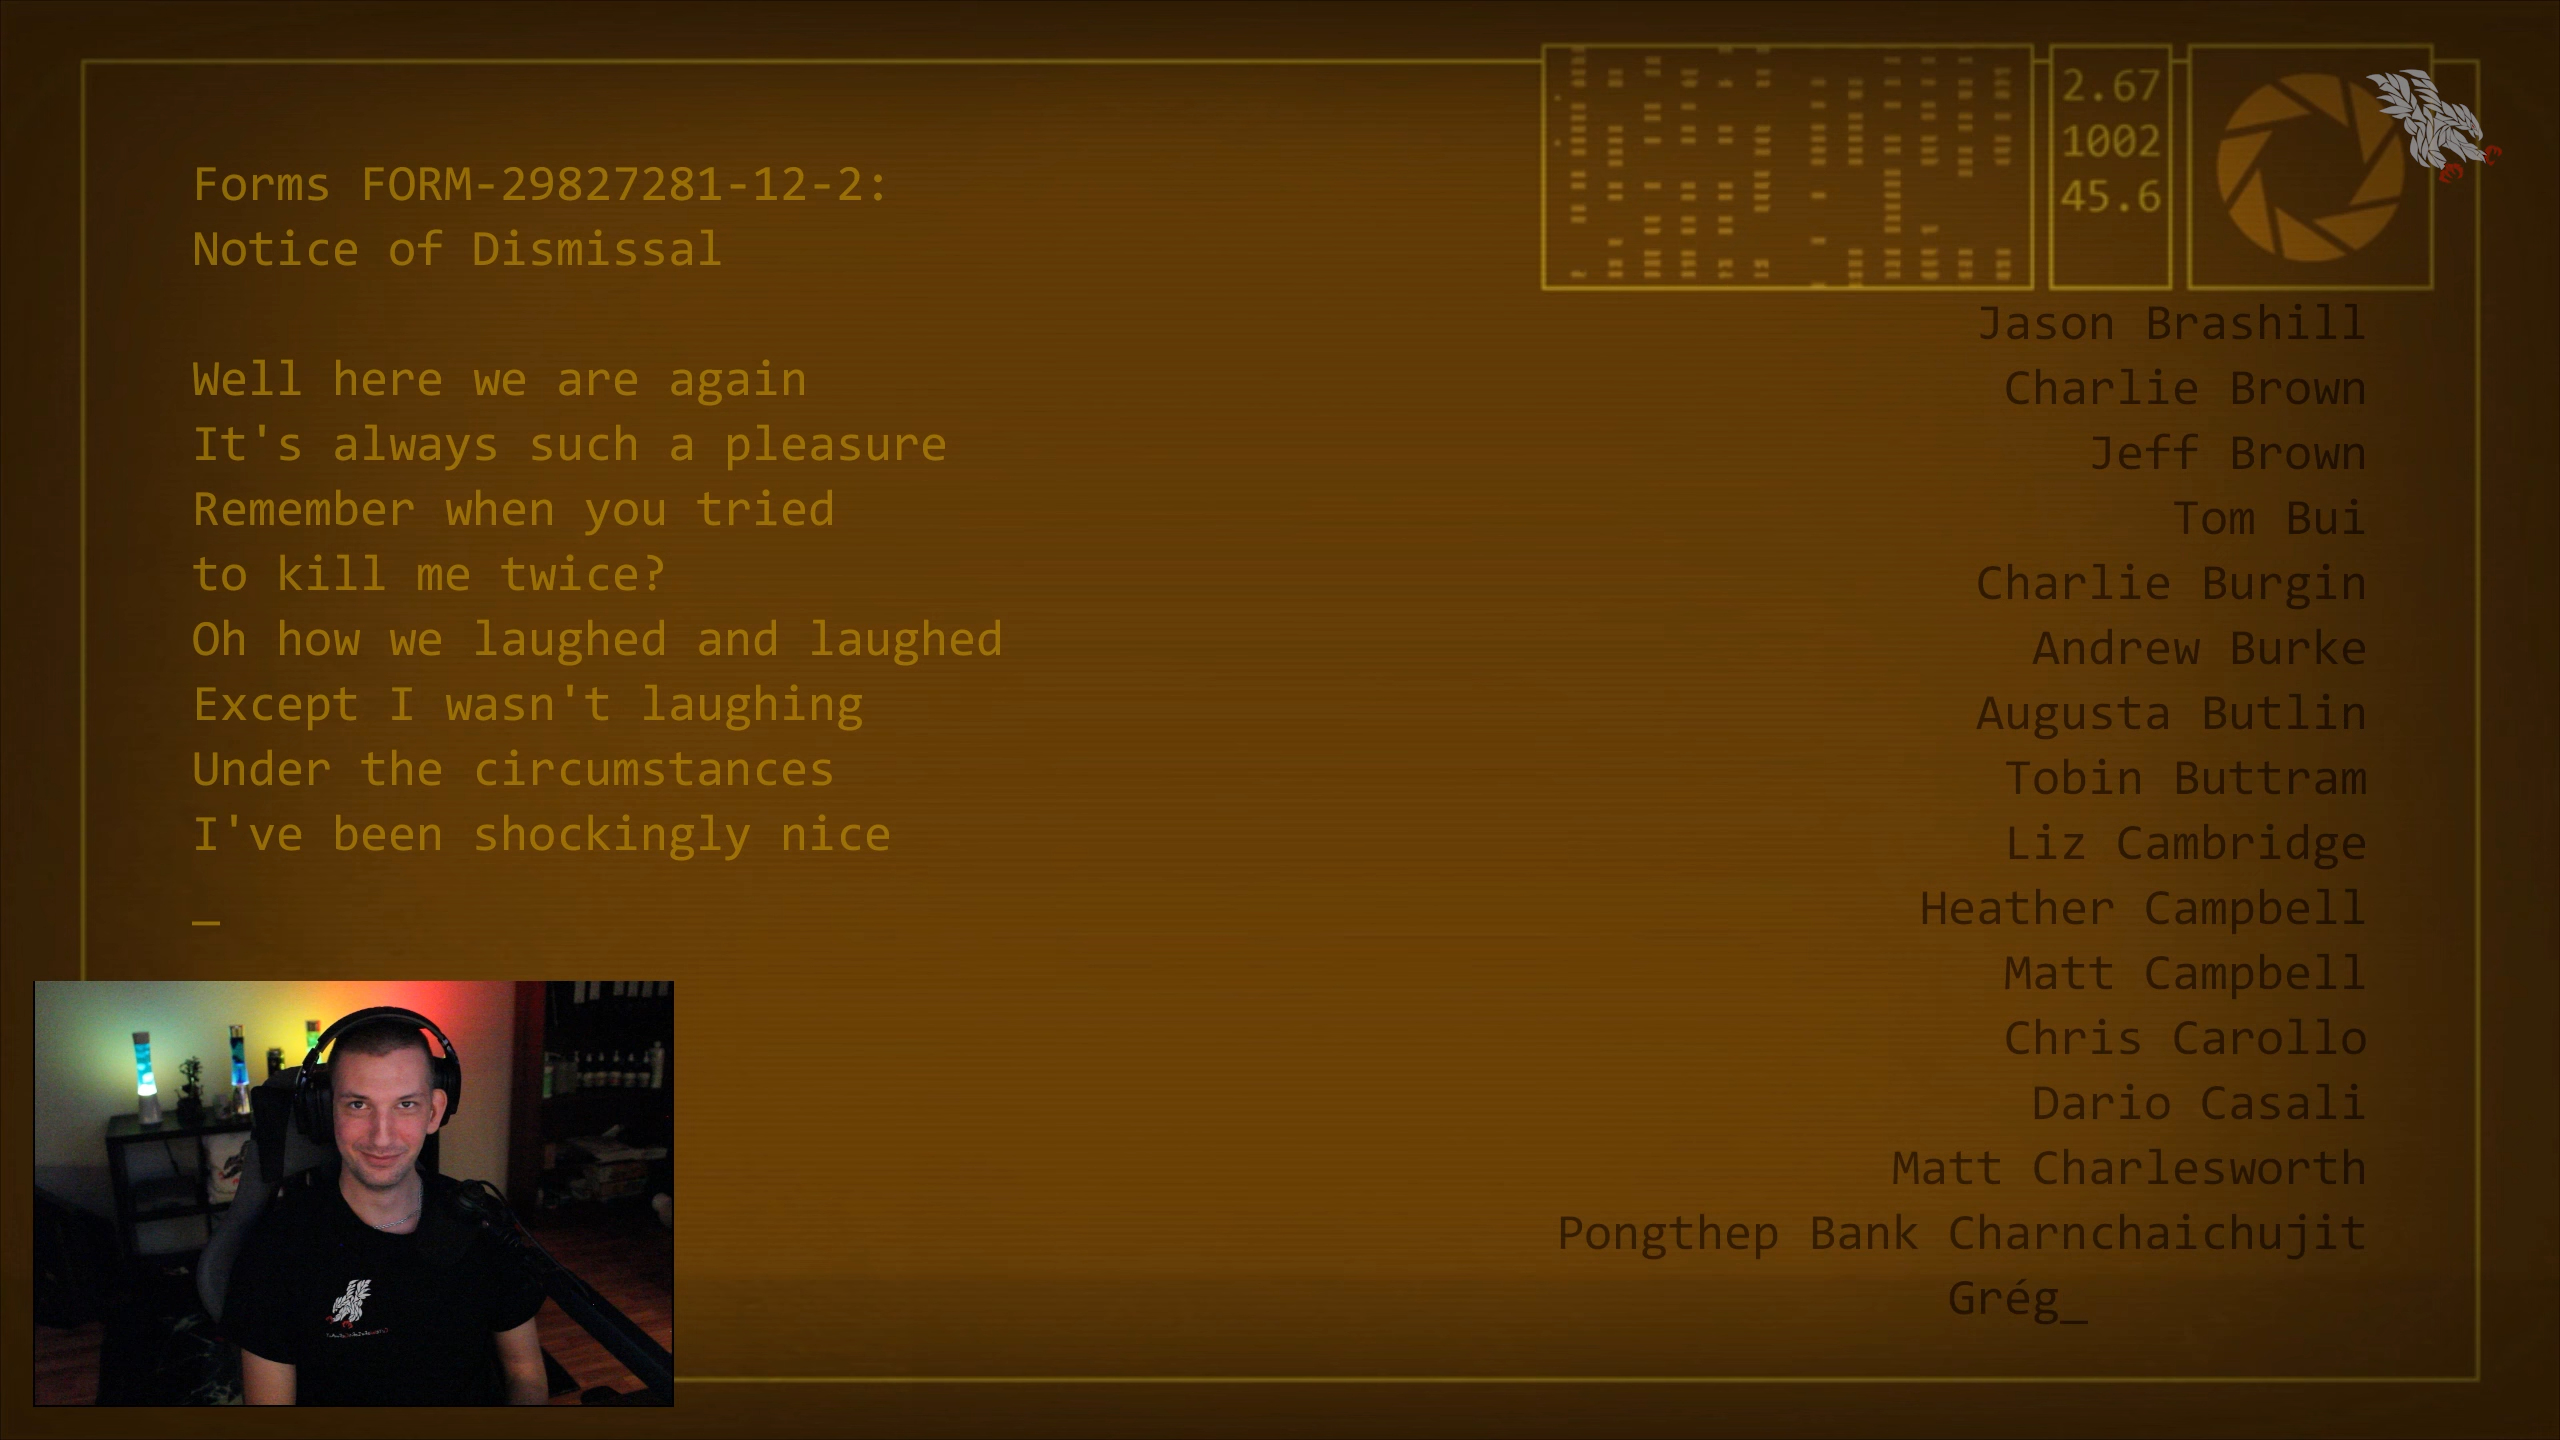 Forms FORM-29827281-12-2:
Notice of Dismissal
Well here we are again
It's always such a pleasure
Remember when you tried
to kill me twice?
Oh how we laughed and laughed
Except I wasn't laughing
Under the circumstances
I've been shockingly nice
_
2.67
1002
45.6
Jason Brashill
Charlie Brown
Jeff Brown
Tom Bui
Charlie Burgin
Andrew Burke
Augusta Butlin
Tobin Buttram
Liz Cambridge
Heather Campbell
Matt Campbell
Chris Carollo
Dario Casali
Matt Charlesworth
Pongthep Bank Charnchaichujit
Grég_